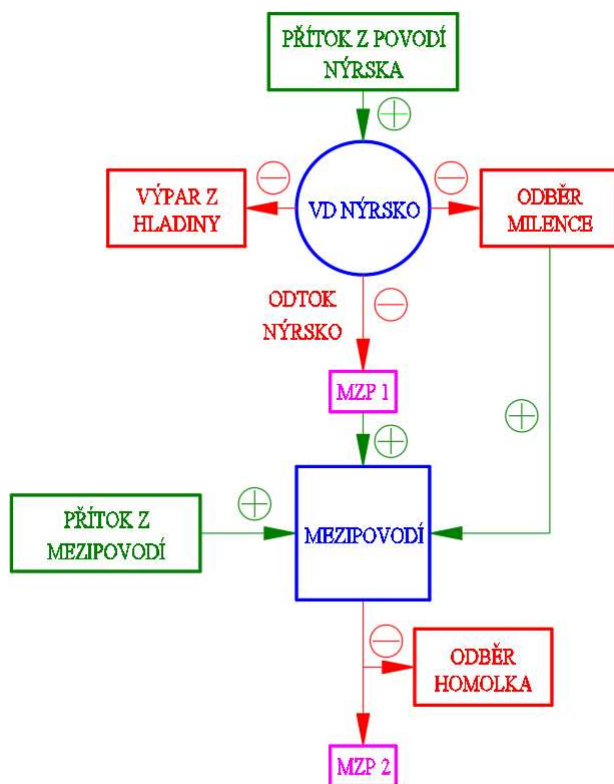 PŘÍTOK Z POVODÍ
NÝRSKA
VÝPAR Z
HLADINY
VD NÝRSKO
ODBĚR
MILENCE
ODTOK
NÝRSKO
MZP 1
PŘÍTOK Z
MEZIPOVODÍ
MEZIPOVODÍ
ODBĚR
HOMOLKA
MZP 2